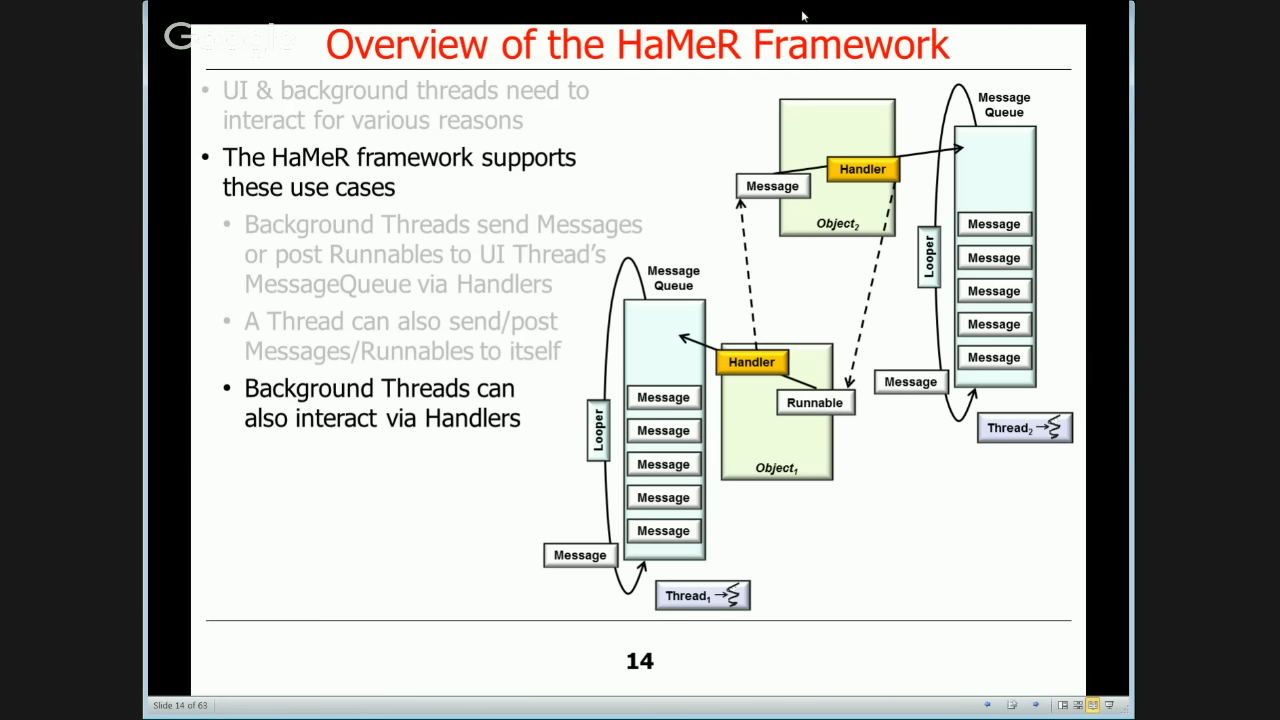 Google
Overview of the HaMeR Framework
• UI & background threads need to
interact for various reasons
• The HaMeR framework supports
these use cases
• Background Threads send Messages
or post Runnables to UI Thread's
MessageQueue via Handlers
• A Thread can also send/post
Messages/Runnables to itself
• Background Threads can
also interact via Handlers
Message
Queue
Handler
Message
Object2
Message
Message
Message
Message
Message
Looper
Message
Thread2
Message
Queue
Handler
Runnable
Object1
Message
Message
Message
Message
Message
Looper
Message
Thread1
14
Slide 14 of 63